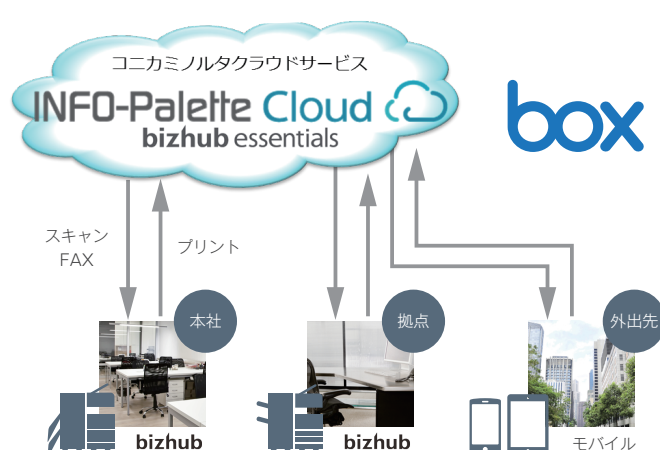 コニカミノルタクラウドサービス
INFO-Palette Cloud
bizhub essentials
box
スキャン
FAX
プリント
本社
拠点
外出先
bizhub
bizhub
モバイル